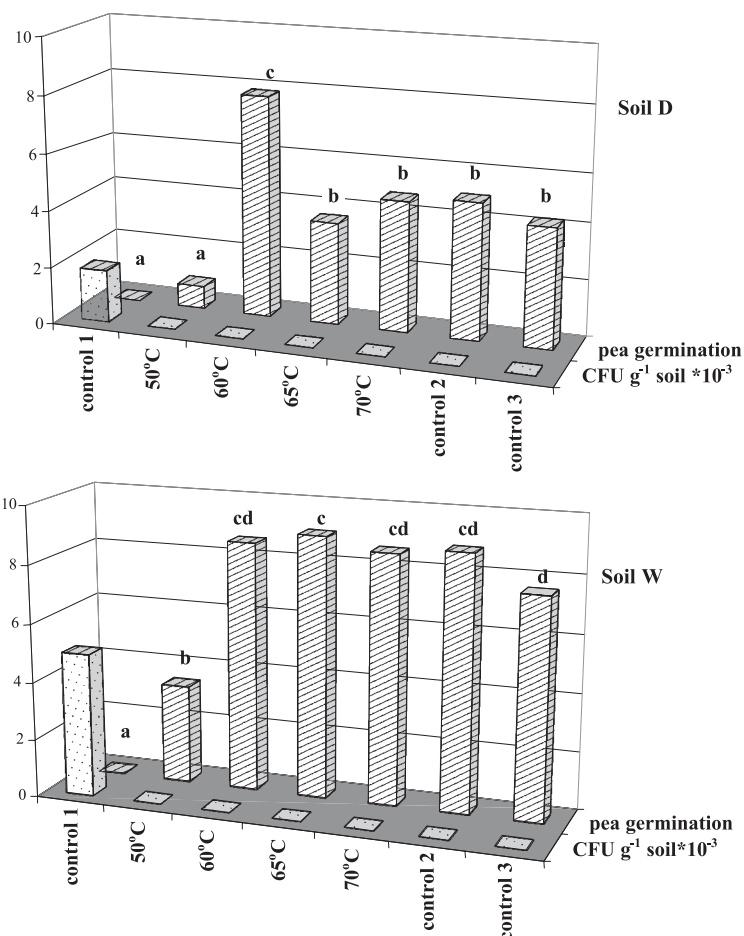 10
c
Soil D
8
b
b
b
6
b
4
a
a
2
0
pea germination
CFU g⁻¹ soil *10⁻³
control 1
50°C
60°C
65°C
70°C
control 2
control 3
10
cd
c
cd
cd
8
d
Soil W
6
b
4
a
2
0
pea germination
CFU g⁻¹ soil*10⁻³
control 1
50°C
60°C
65°C
70°C
control 2
control 3